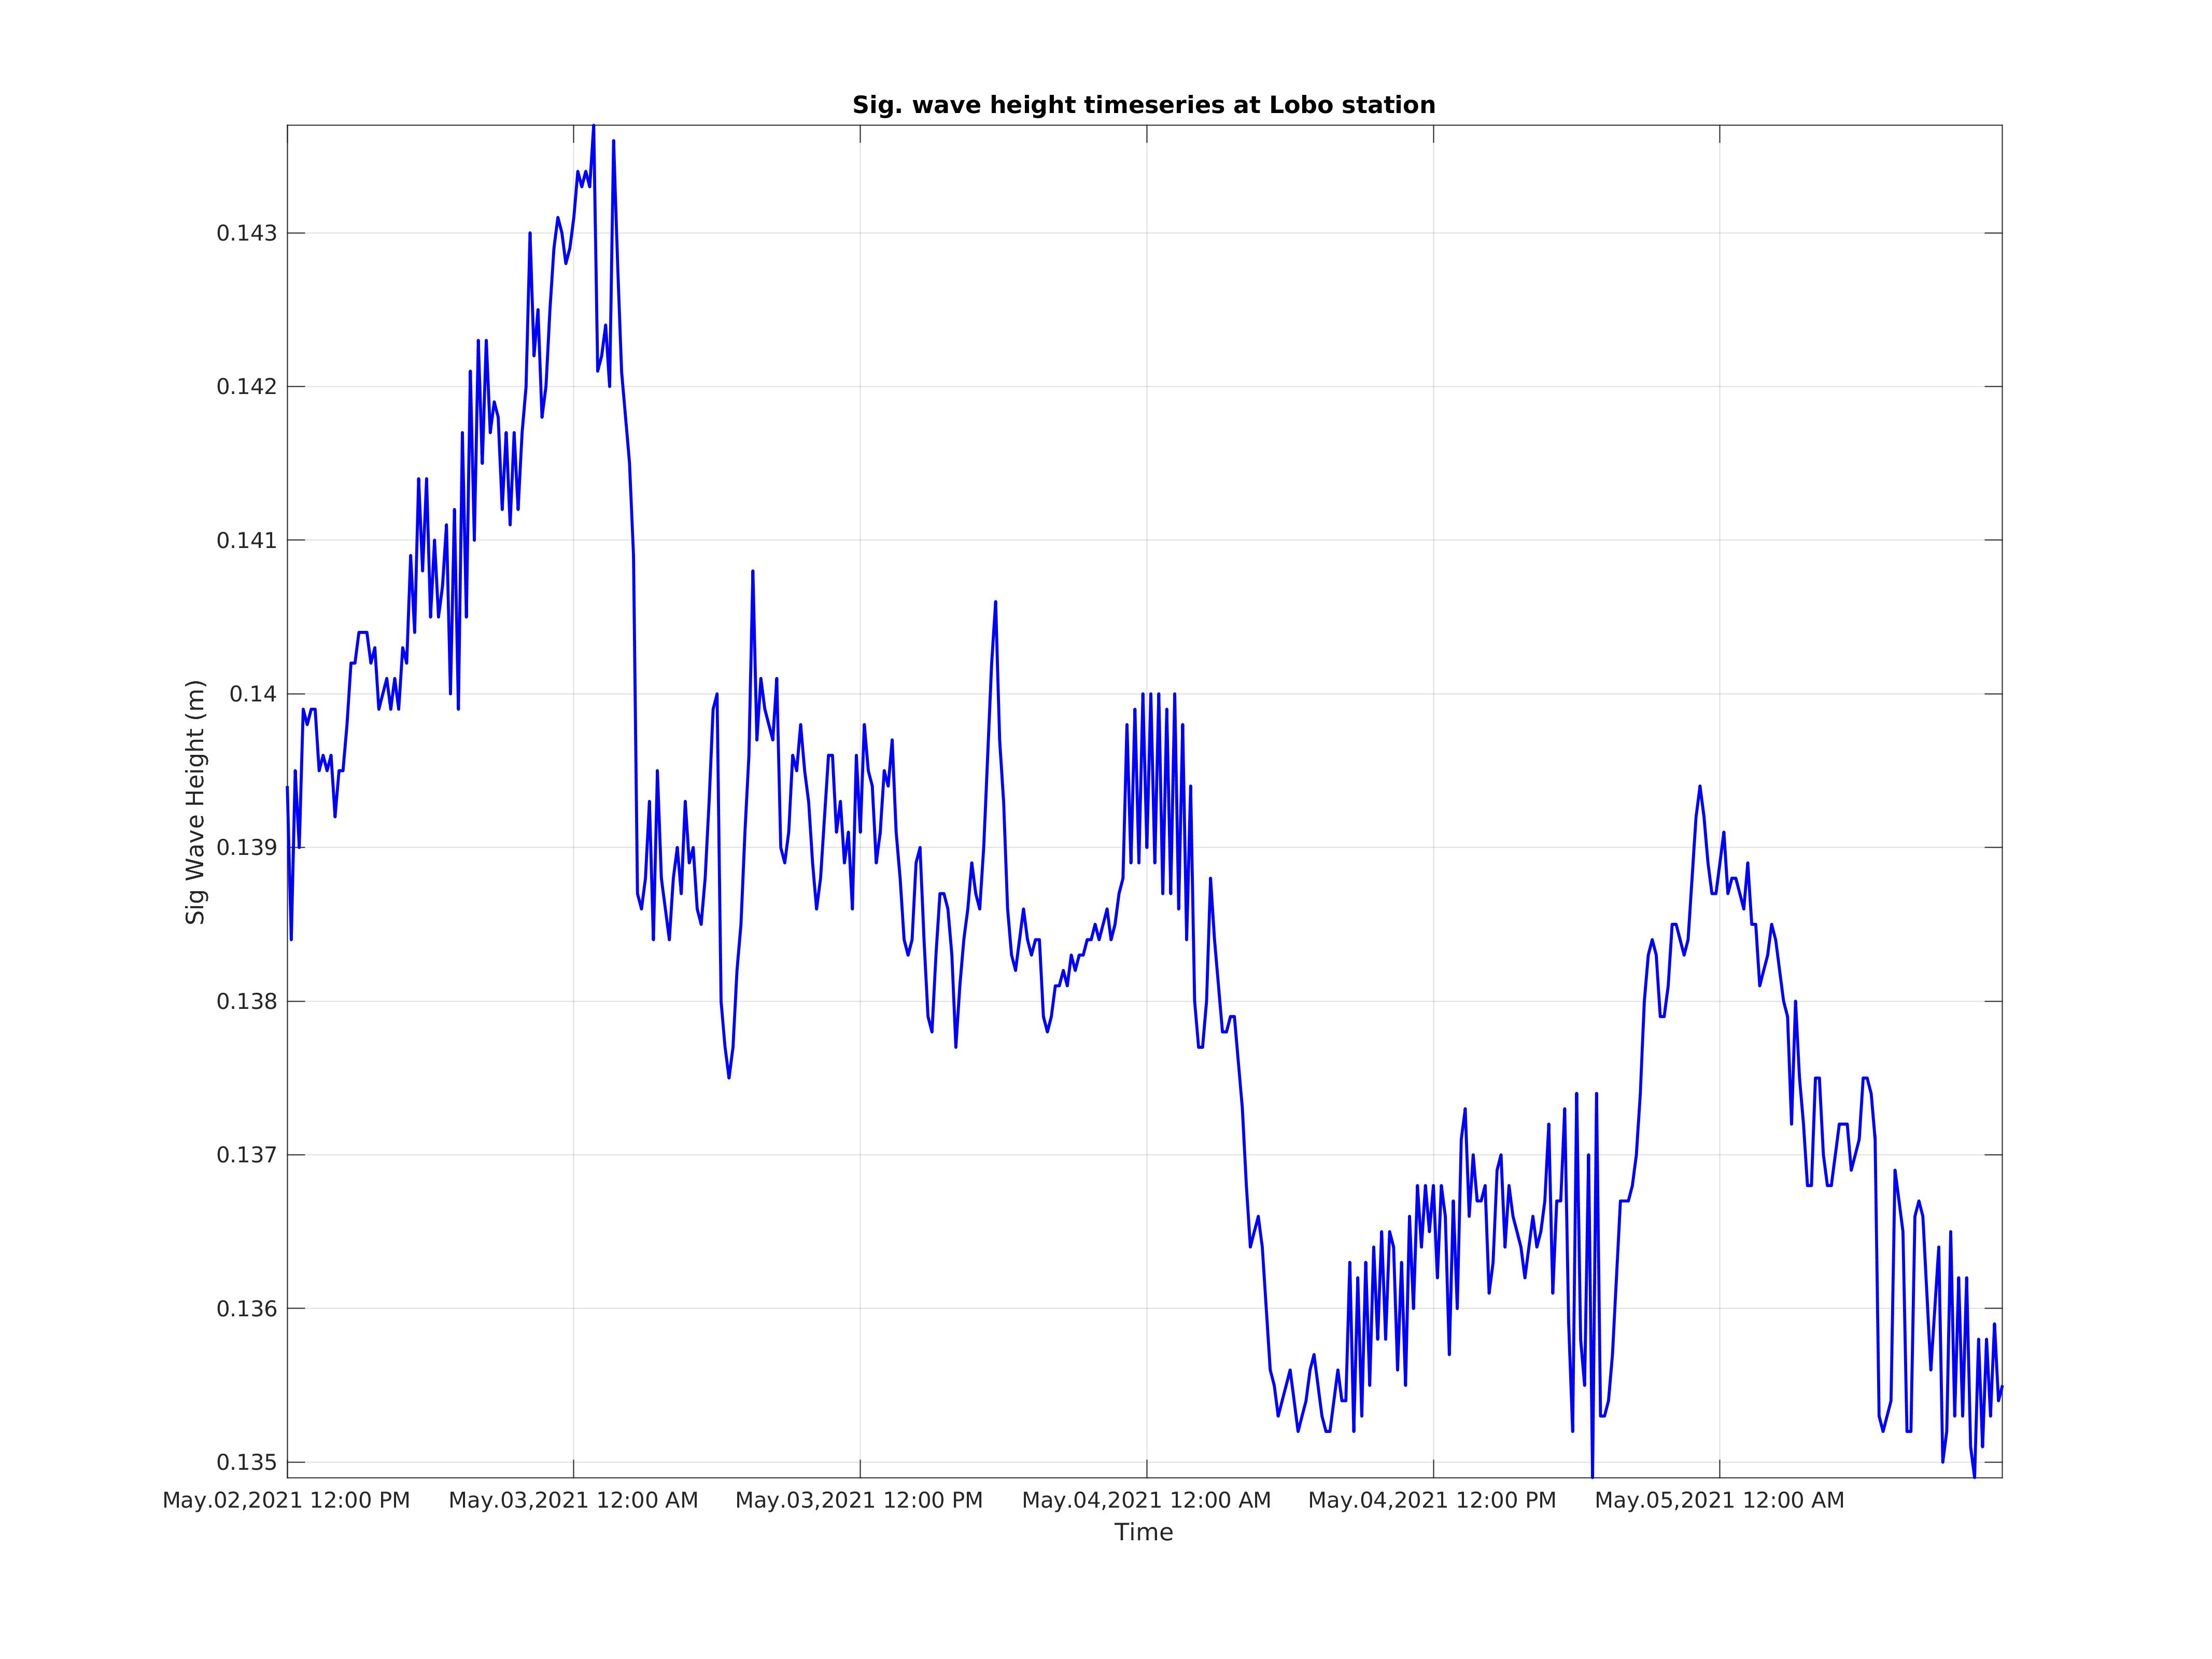 Sig. wave height timeseries at Lobo station
0.143
0.142
0.141
0.14
0.139
0.138
0.137
0.136
0.135
Sig Wave Height (m)
May.02,2021 12:00 PM May.03,2021 12:00 AM May.03,2021 12:00 PM May.04,2021 12:00 AM May.04,2021 12:00 PM May.05,2021 12:00 AM
Time